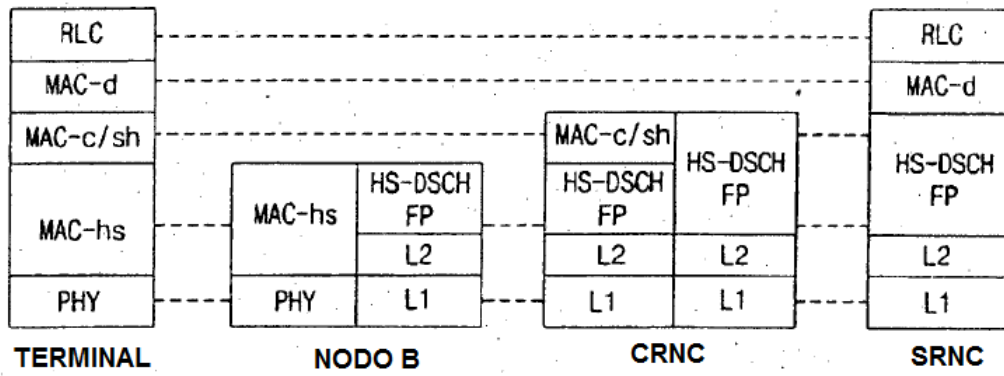 RLC
RLC
MAC-d
MAC-d
MAC-c/sh
MAC-c/sh
HS-DSCH
FP
HS-DSCH
FP
MAC-hs
MAC-hs
HS-DSCH
FP
HS-DSCH
FP
L2
L2
L2
L2
PHY
PHY
L1
L1
L1
L1
TERMINAL
NODO B
CRNC
SRNC